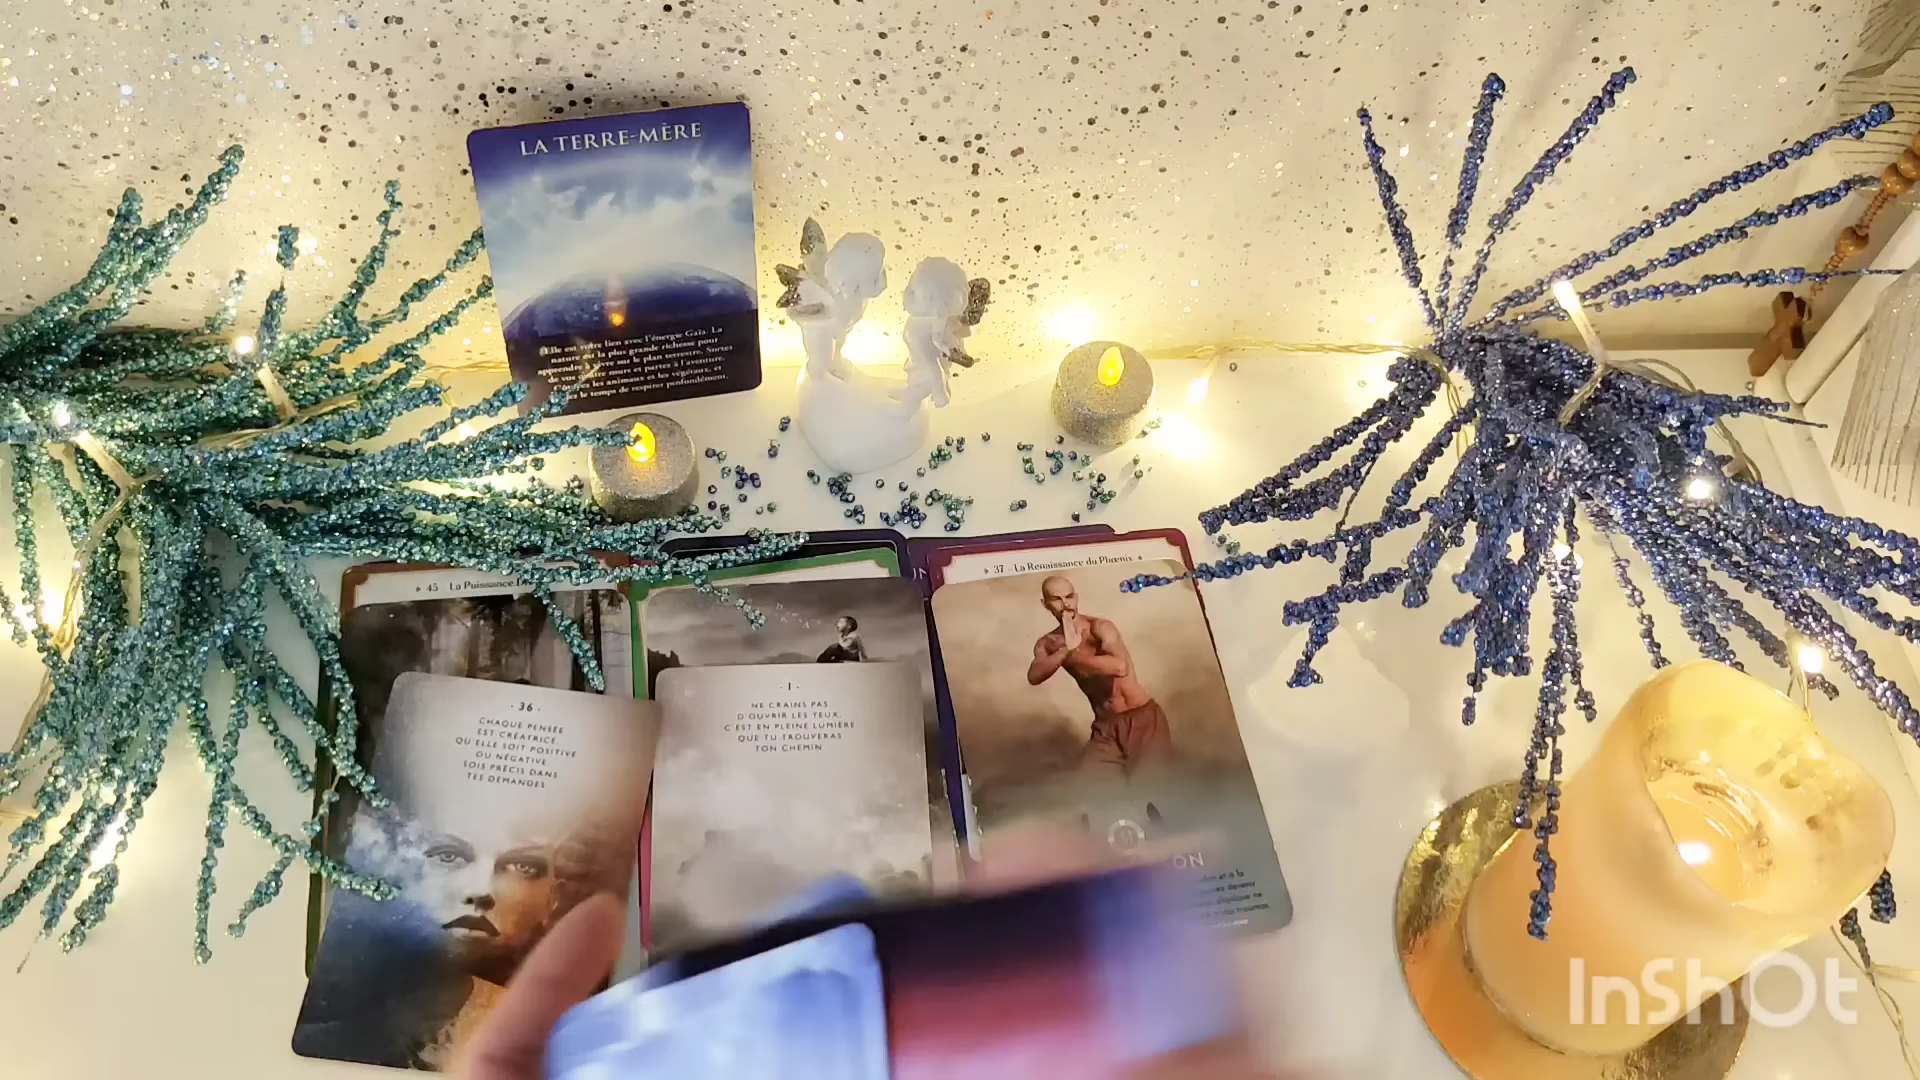 LA TERRE-MÈRE
Elle est votre lien avec l'énergie Gaïa. La
nature est la plus grande richesse pour
apprendre à vivre sur le plan terrestre. Sortez
de vos quatre murs et partez à l'aventure.
les animaux et les végétaux, et
le temps de respirer profondément.
45 La Puissance
37 - La Renaissance du Phœnix
· 36 ·
CHAQUE PENSÉE
EST CRÉATRICE,
QU'ELLE SOIT POSITIVE
OU NÉGATIVE.
SOIS PRÉCIS DANS
TES DEMANDES
· I ·
NE CRAINS PAS
D'OUVRIR LES YEUX,
C'EST EN PLEINE LUMIÈRE
QUE TU TROUVERAS
TON CHEMIN
ON
InShOt